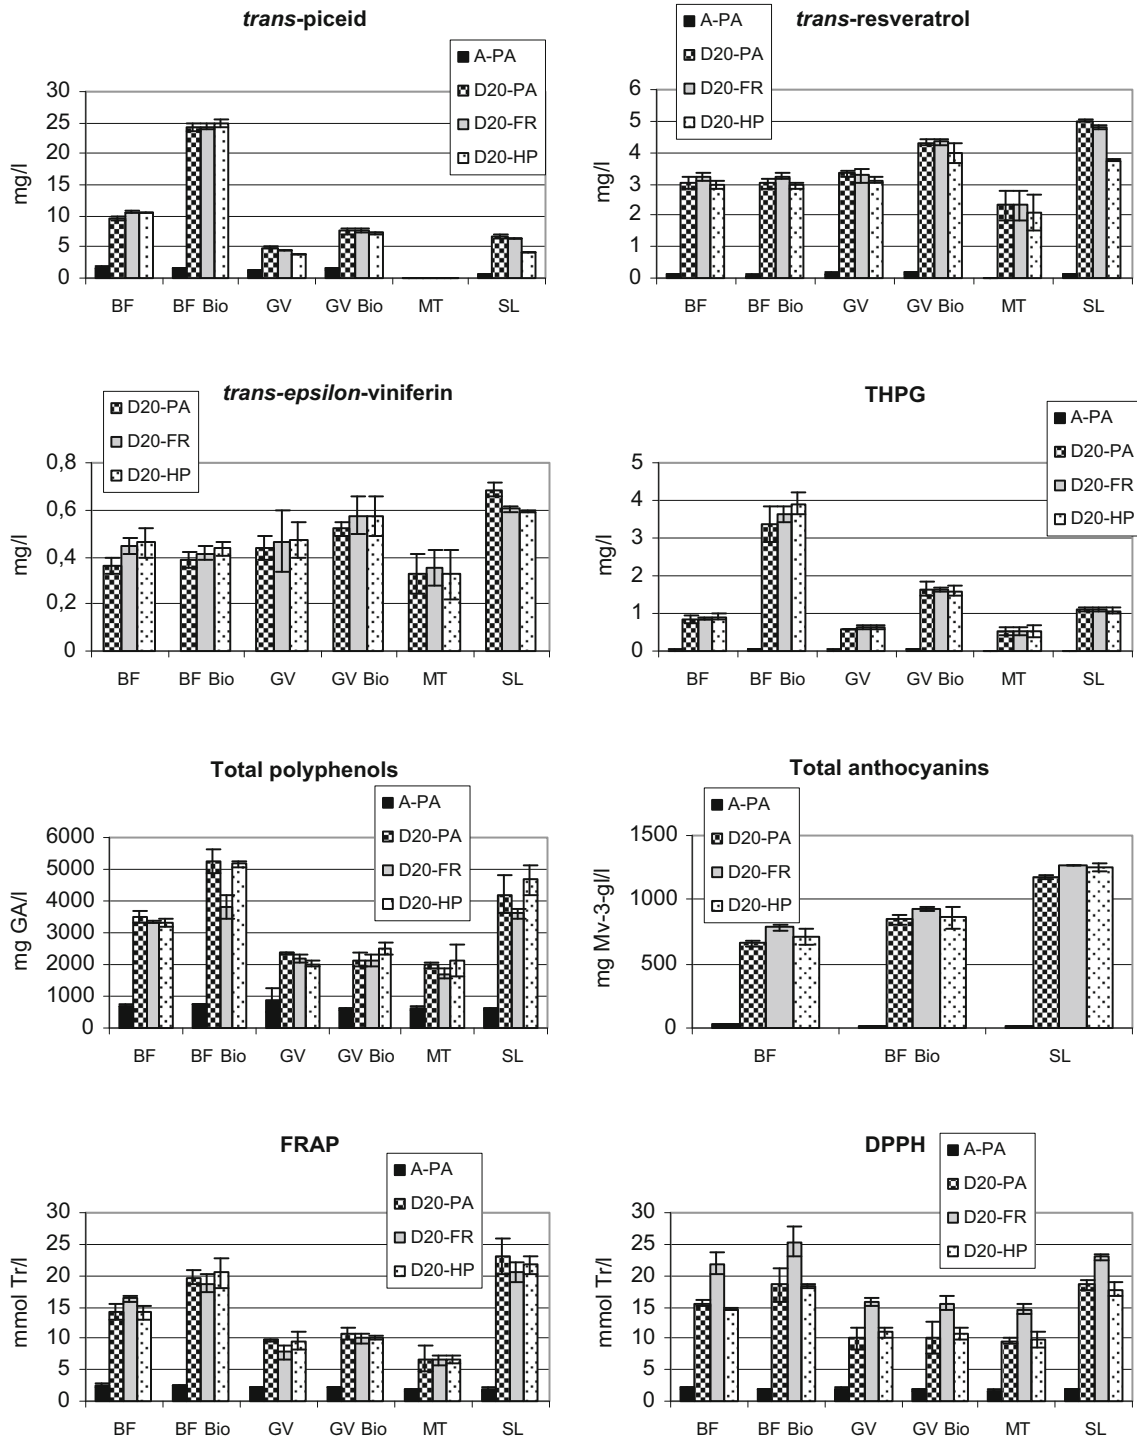 trans-piceid
A-PA
D20-PA
D20-FR
D20-HP
30
25
20
15
10
5
0
mg/l
BF BF Bio GV GV Bio MT SL
trans-resveratrol
A-PA
D20-PA
D20-FR
D20-HP
6
5
4
3
2
1
0
mg/l
BF BF Bio GV GV Bio MT SL
trans-epsilon-viniferin
D20-PA
D20-FR
D20-HP
0,8
0,6
0,4
0,2
0
mg/l
BF BF Bio GV GV Bio MT SL
THPG
A-PA
D20-PA
D20-FR
D20-HP
5
4
3
2
1
0
mg/l
BF BF Bio GV GV Bio MT SL
Total polyphenols
A-PA
D20-PA
D20-FR
D20-HP
6000
5000
4000
3000
2000
1000
0
mg GA/l
BF BF Bio GV GV Bio MT SL
Total anthocyanins
A-PA
D20-PA
D20-FR
D20-HP
1500
1000
500
0
mg Mv-3-gl/l
BF BF Bio SL
FRAP
A-PA
D20-PA
D20-FR
D20-HP
30
25
20
15
10
5
0
mmol Tr/l
BF BF Bio GV GV Bio MT SL
DPPH
A-PA
D20-PA
D20-FR
D20-HP
30
25
20
15
10
5
0
mmol Tr/l
BF BF Bio GV GV Bio MT SL